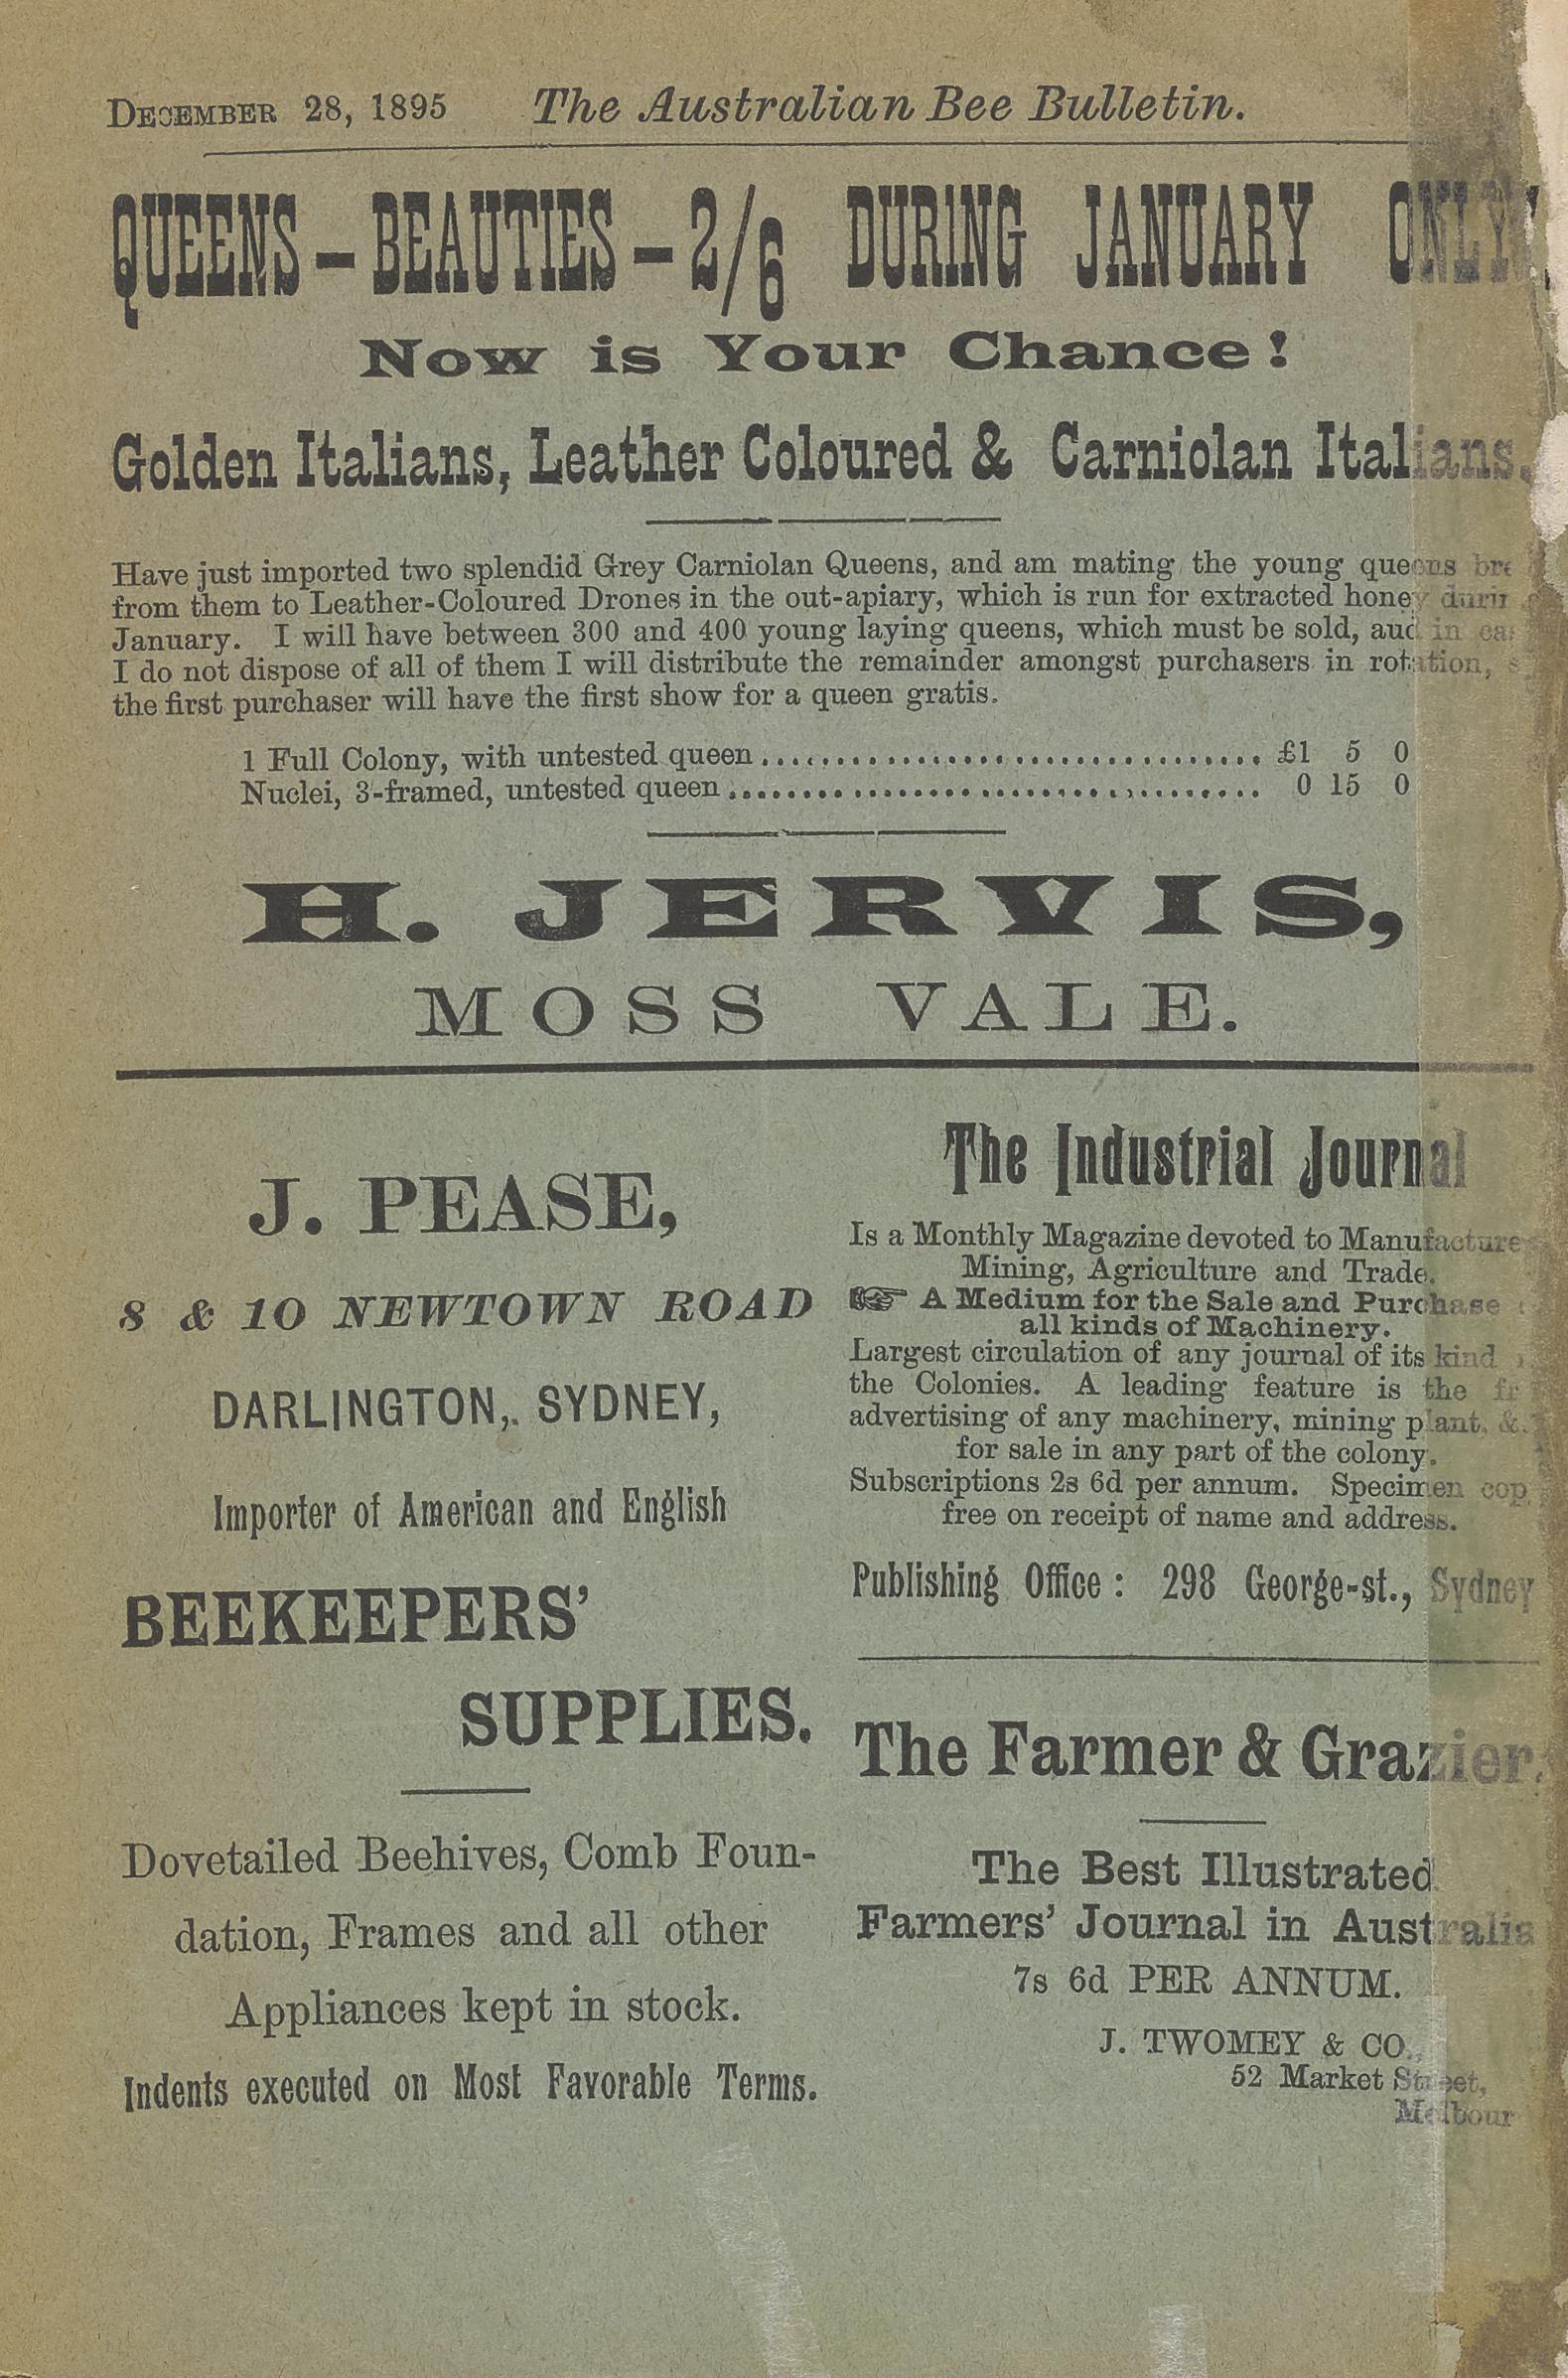 DECEMBER 28, 1895 The Australian Bee Bulletin.
QUEENS – BEAUTIES – 2/6 DURING JANUARY ONLY.
Now is Your Chance!
Golden Italians, Leather Coloured & Carniolan Italians.
Have just imported two splendid Grey Carniolan Queens, and am mating the young queens
from them to Leather-Coloured Drones in the out-apiary, which is run for extracted honey
January. I will have between 300 and 400 young laying queens, which must be sold, aud in
I do not dispose of all of them I will distribute the remainder amongst purchasers in rotation,
the first purchaser will have the first show for a queen gratis.
1 Full Colony, with untested queen .................................. £1 5 0
Nuclei, 3-framed, untested queen .................................... 0 15 0
H. JERVIS,
MOSS VALE.
J. PEASE,
8 & 10 NEWTOWN ROAD
DARLINGTON, SYDNEY,
Importer of American and English
BEEKEEPERS'
SUPPLIES.
Dovetailed Beehives, Comb Foun-
dation, Frames and all other
Appliances kept in stock.
Indents executed on Most Favorable Terms.
The Industrial Journal
Is a Monthly Magazine devoted to Manufacture
Mining, Agriculture and Trade.
☞ A Medium for the Sale and Purchase
all kinds of Machinery.
Largest circulation of any journal of its kind
the Colonies. A leading feature is the
advertising of any machinery, mining plant, &
for sale in any part of the colony.
Subscriptions 2s 6d per annum. Specimen
free on receipt of name and address.
Publishing Office: 298 George-st., Sydney
The Farmer & Grazier.
The Best Illustrated
Farmers' Journal in Australia
7s 6d PER ANNUM.
J. TWOMEY & CO.,
52 Market Street,
Melbour